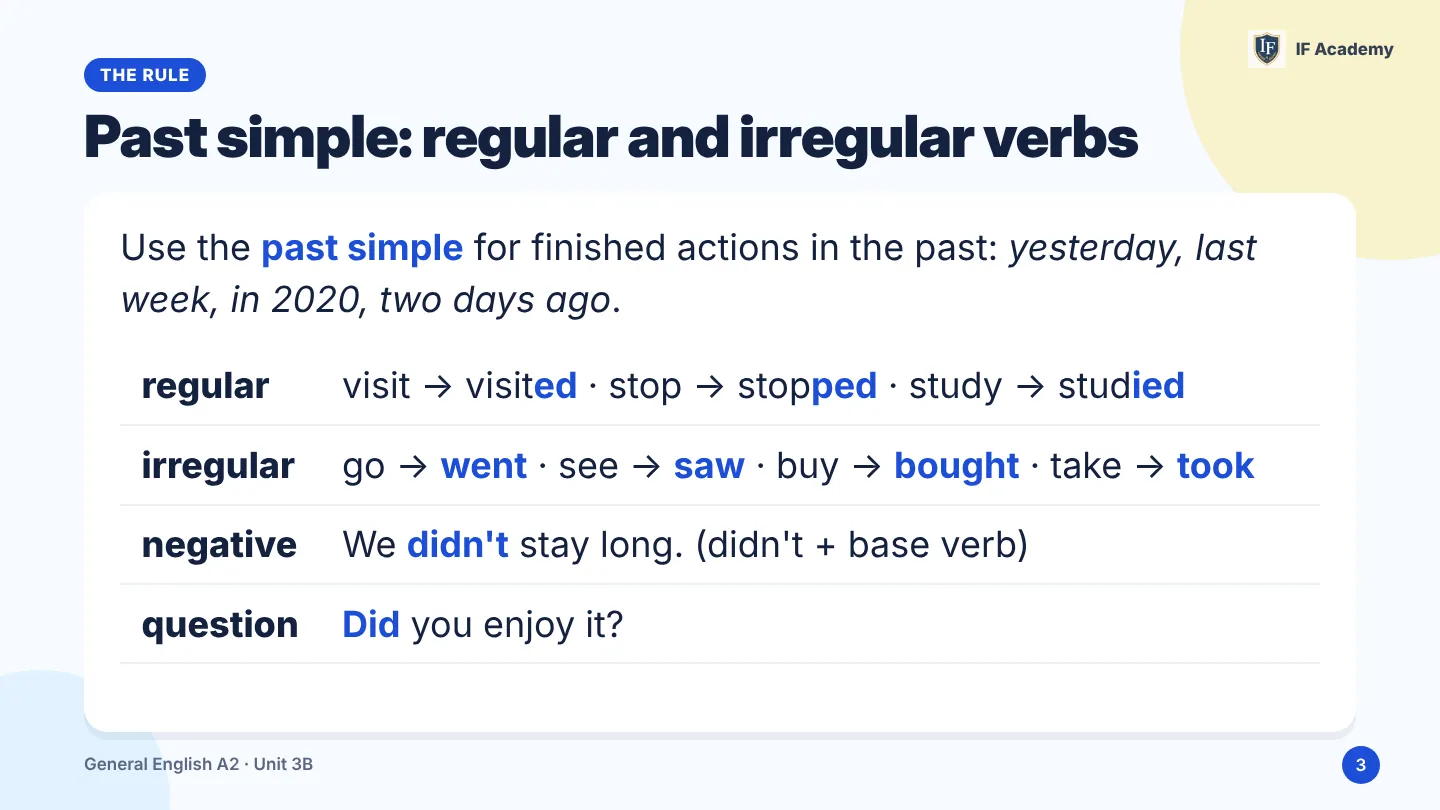 IF
IF Academy
THE RULE
Past simple: regular and irregular verbs
Use the past simple for finished actions in the past: yesterday, last
week, in 2020, two days ago.
regular visit → visited · stop → stopped · study → studied
irregular go → went · see → saw · buy → bought · take → took
negative We didn't stay long. (didn't + base verb)
question Did you enjoy it?
General English A2 · Unit 3B
3